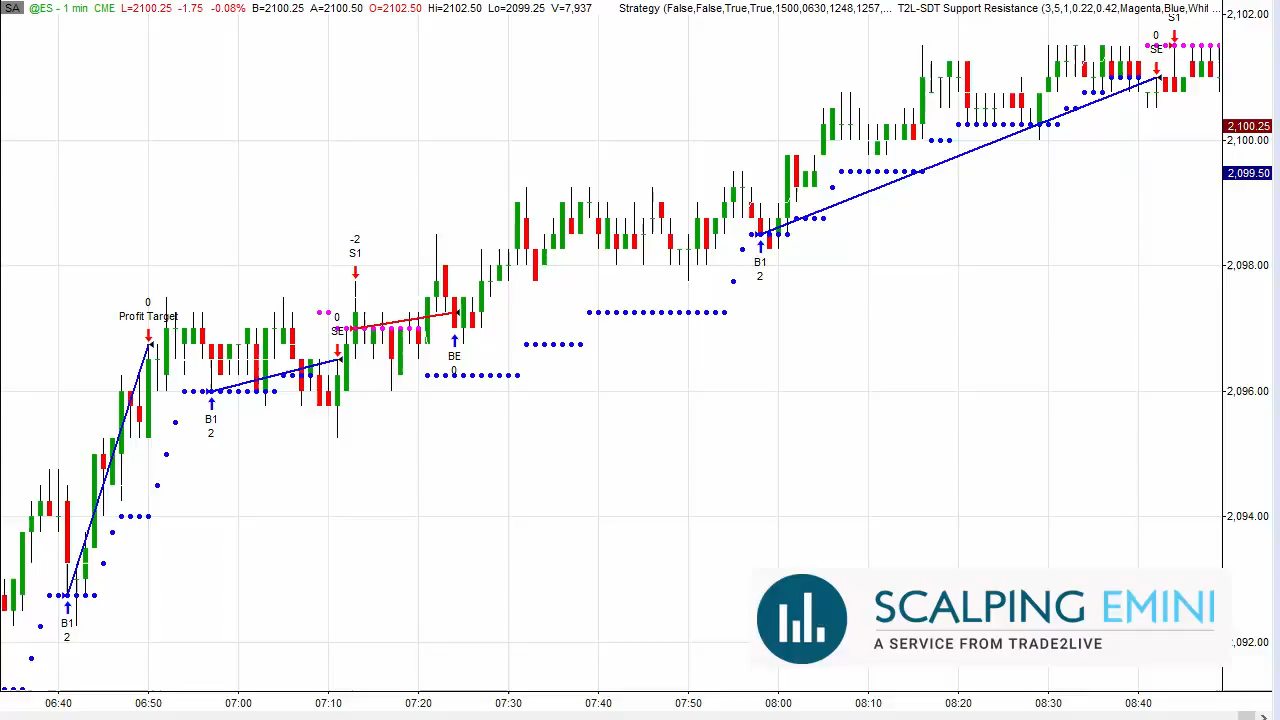 SA @ES - 1 min CME L=2100.25 -1.75 -0.08% B=2100.25 A=2100.50 O=2102.50 Hi=2102.50 Lo=2099.25 V=7,937 Strategy (False,False,True,True,1500,0630,1248,1257,... T2L-SDT Support Resistance (3,5,1,0.22,0.42,Magenta,Blue,Whit ...
2,102.00
S1
0
SE
2,100.25
2,100.00
2,099.50
-2
S1
B1
2
2,098.00
0
Profit Target
0
SE
BE
0
2,096.00
B1
2
2,094.00
B1
2
SCALPING EMINI
A SERVICE FROM TRADE2LIVE
2,092.00
06:40 06:50 07:00 07:10 07:20 07:30 07:40 07:50 08:00 08:10 08:20 08:30 08:40